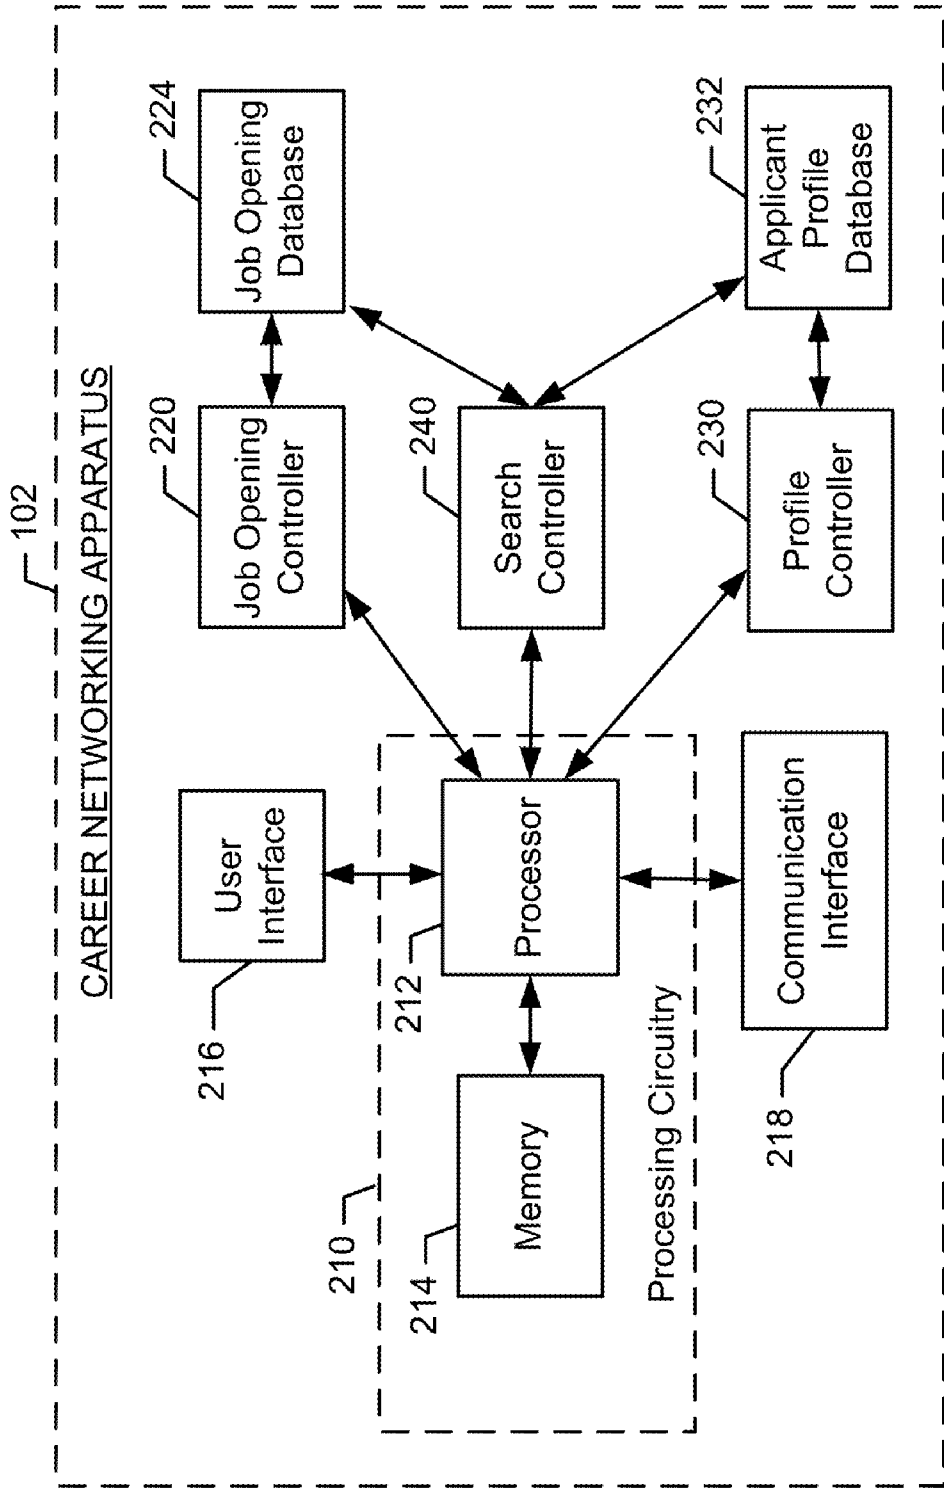 102
CAREER NETWORKING APPARATUS
216
User
Interface
220
Job Opening
Controller
224
Job Opening
Database
210
214
Memory
212
Processor
Processing Circuitry
240
Search
Controller
218
Communication
Interface
230
Profile
Controller
232
Applicant
Profile
Database